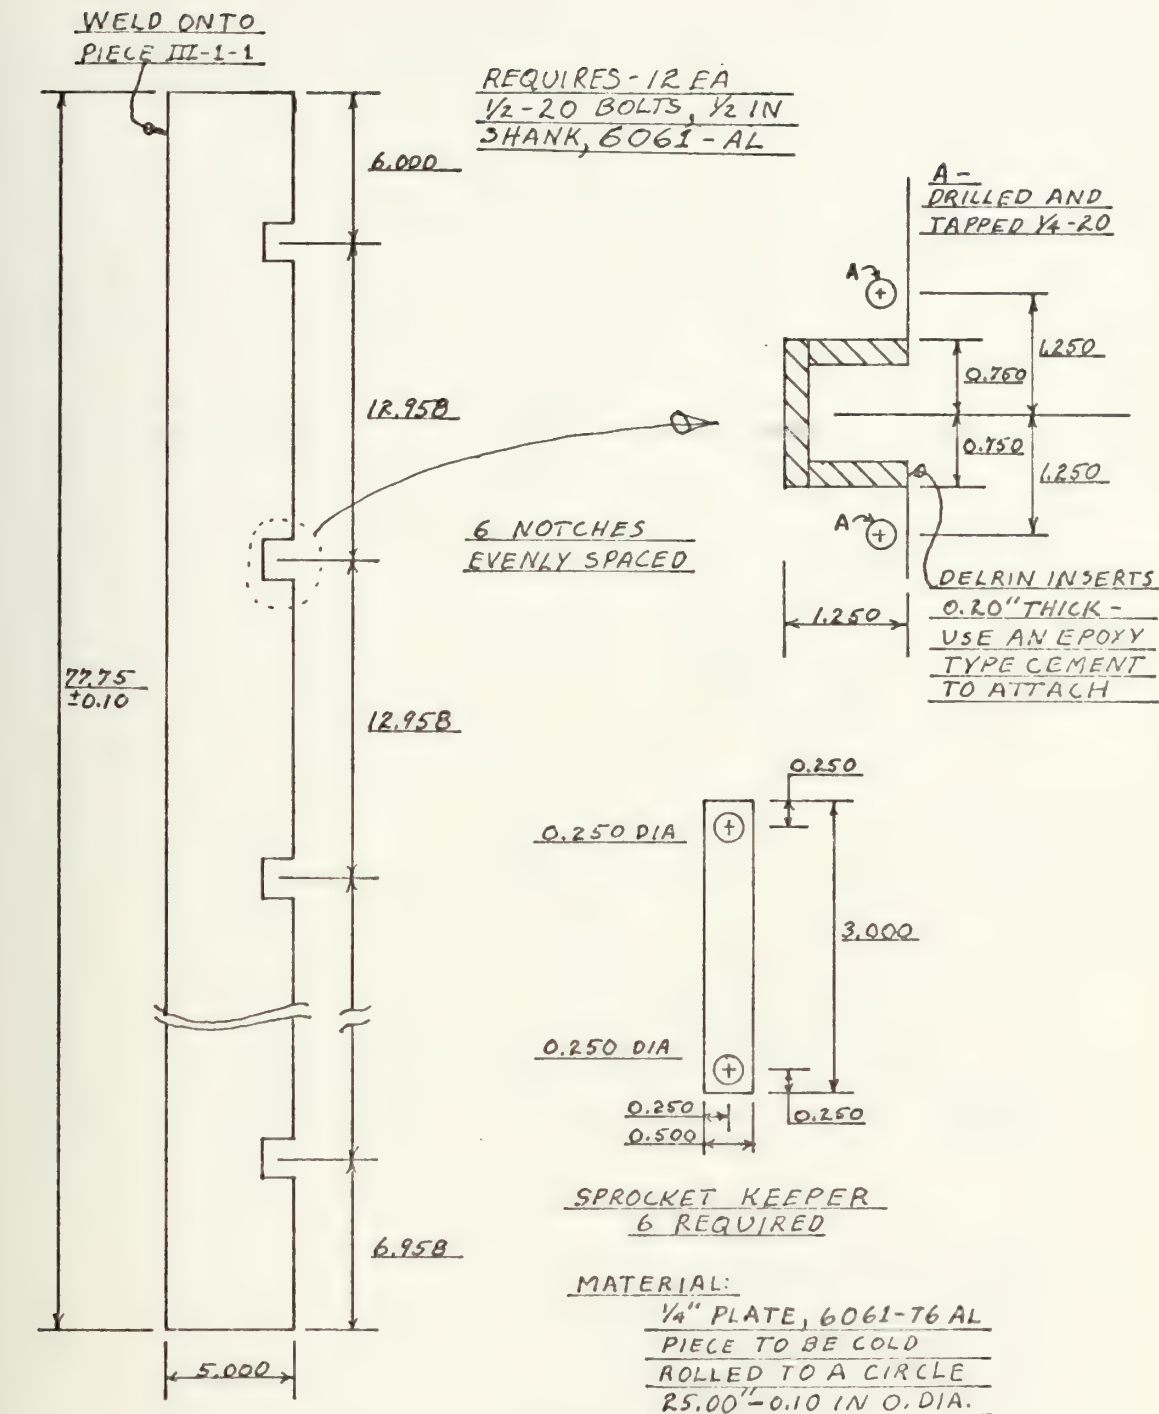 WELD ONTO
PIECE III-1-1
REQUIRES-12 EA
1/2-20 BOLTS, 1/2 IN
SHANK, 6061-AL
6.000
12.958
12.958
6.958
77.75
±0.10
5.000
6 NOTCHES
EVENLY SPACED
A-
DRILLED AND
TAPPED 1/4-20
A
A
1.250
0.750
0.750
1.250
1.250
DELRIN INSERTS
0.20" THICK-
USE AN EPOXY
TYPE CEMENT
TO ATTACH
0.250
0.250 DIA
3.000
0.250 DIA
0.250
0.250
0.500
SPROCKET KEEPER
6 REQUIRED
MATERIAL:
1/4" PLATE, 6061-T6 AL
PIECE TO BE COLD
ROLLED TO A CIRCLE
25.00"-0.10 IN O. DIA.